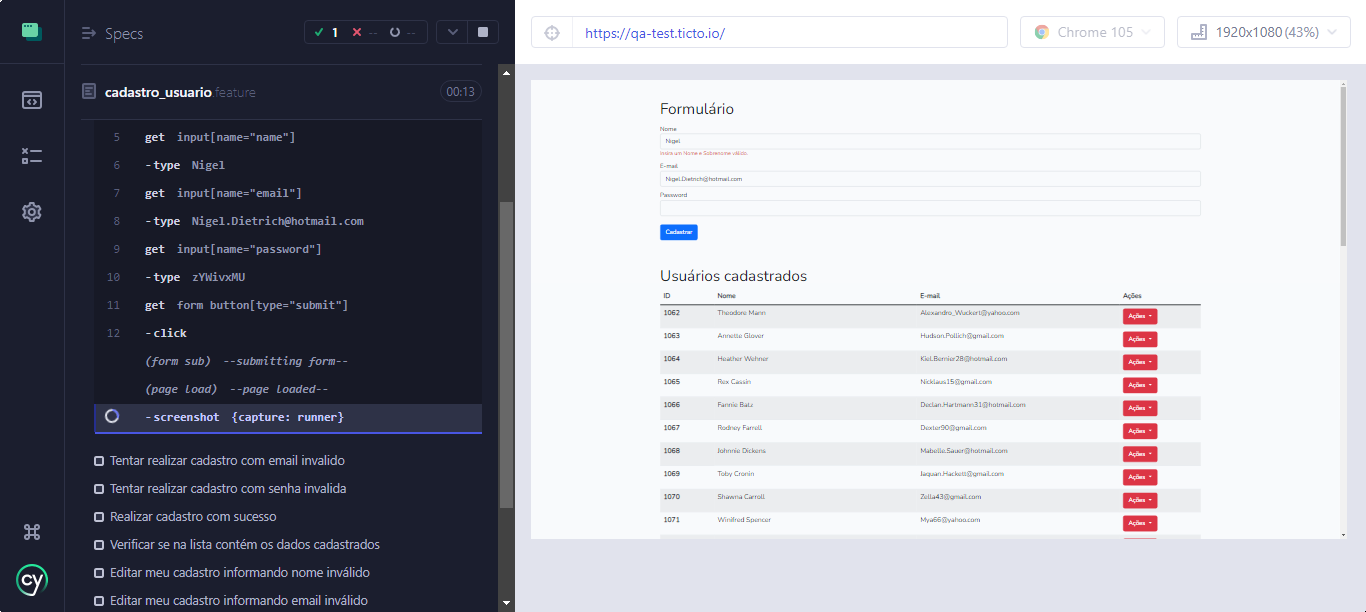 Specs
1 -- --
cadastro_usuario.feature 00:13
5 get input[name="name"]
6 -type Nigel
7 get input[name="email"]
8 -type Nigel.Dietrich@hotmail.com
9 get input[name="password"]
10 -type zYWivxMU
11 get form button[type="submit"]
12 -click
(form sub) --submitting form--
(page load) --page loaded--
-screenshot {capture: runner}
Tentar realizar cadastro com email invalido
Tentar realizar cadastro com senha invalida
Realizar cadastro com sucesso
Verificar se na lista contém os dados cadastrados
Editar meu cadastro informando nome inválido
Editar meu cadastro informando email inválido
cy
https://qa-test.ticto.io/
Chrome 105
1920x1080 (43%)
Formulário
Nome
Nigel
Insira um Nome e Sobrenome válido.
E-mail
Nigel.Dietrich@hotmail.com
Password
Cadastrar
Usuários cadastrados
ID Nome E-mail Ações
1062 Theodore Mann Alexandro_Wuckert@yahoo.com Ações
1063 Annette Glover Hudson.Pollich@gmail.com Ações
1064 Heather Wehner Kiel.Bernier28@hotmail.com Ações
1065 Rex Cassin Nicklaus15@gmail.com Ações
1066 Fannie Batz Declan.Hartmann31@hotmail.com Ações
1067 Rodney Farrell Dexter90@gmail.com Ações
1068 Johnnie Dickens Mabelle.Sauer@hotmail.com Ações
1069 Toby Cronin Jaquan.Hackett@gmail.com Ações
1070 Shawna Carroll Zella43@gmail.com Ações
1071 Winifred Spencer Mya66@yahoo.com Ações